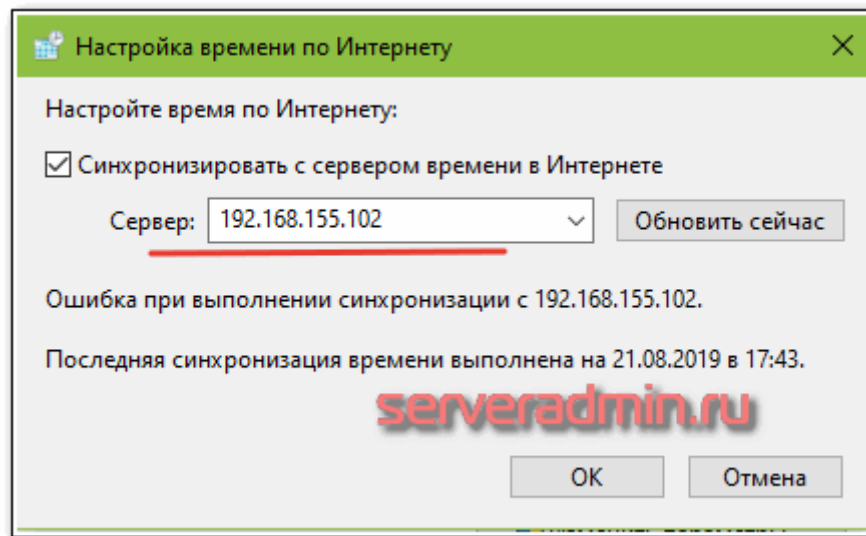 Настройка времени по Интернету
Настройте время по Интернету:
Синхронизировать с сервером времени в Интернете
Сервер: 192.168.155.102 Обновить сейчас
Ошибка при выполнении синхронизации с 192.168.155.102.
Последняя синхронизация времени выполнена на 21.08.2019 в 17:43.
serveradmin.ru
ОК Отмена